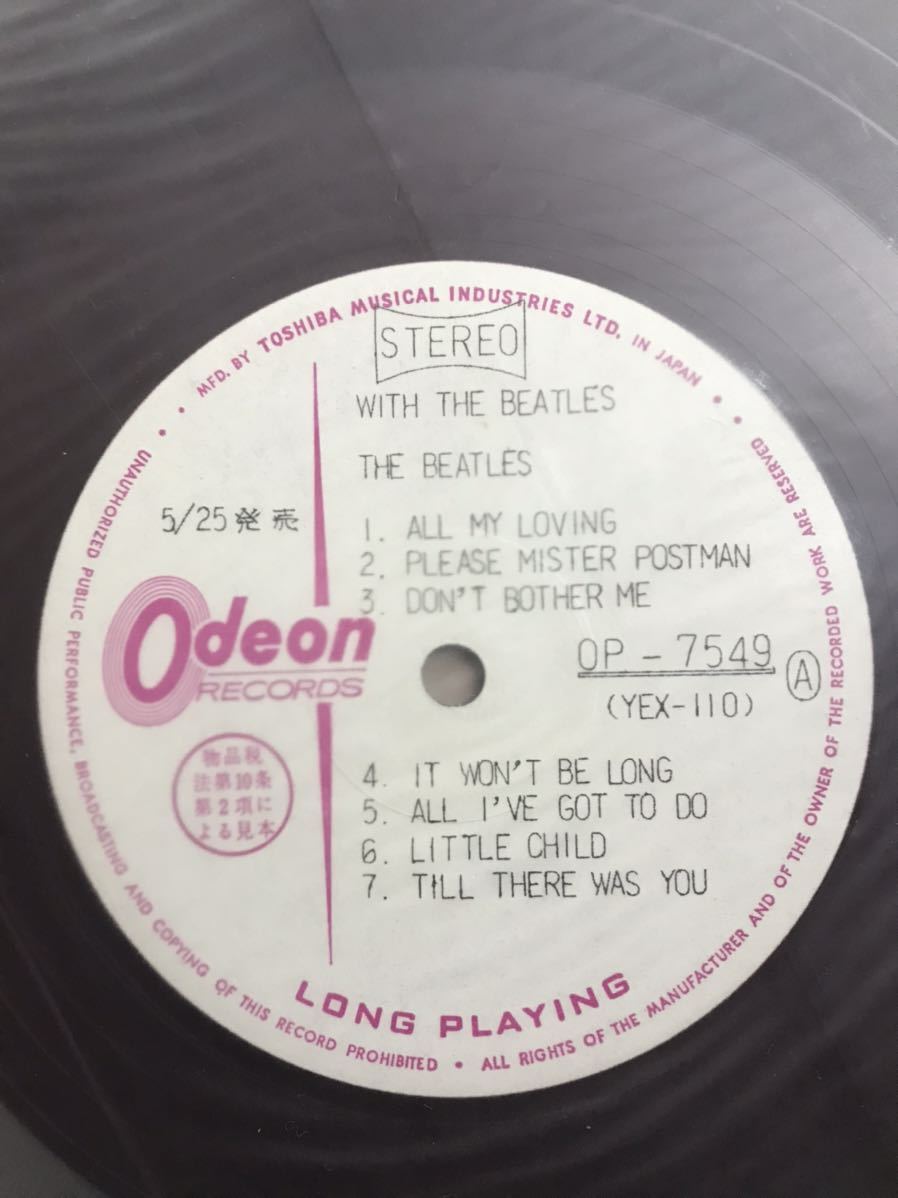 MFD. BY TOSHIBA MUSICAL INDUSTRIES LTD. IN JAPAN
STEREO
WITH THE BEATLES
THE BEATLES
5/25発売
1. ALL MY LOVING
2. PLEASE MISTER POSTMAN
3. DON'T BOTHER ME
Odeon
RECORDS
OP-7549
A
(YEX-110)
物品税
法第10条
第2項に
よる見本
4. IT WON'T BE LONG
5. ALL I'VE GOT TO DO
6. LITTLE CHILD
7. TILL THERE WAS YOU
LONG PLAYING
UNAUTHORIZED PUBLIC PERFORMANCE, BROADCASTING AND COPYING OF THIS RECORD PROHIBITED • ALL RIGHTS OF THE MANUFACTURER AND OF THE OWNER OF THE RECORDED WORK ARE RESERVED